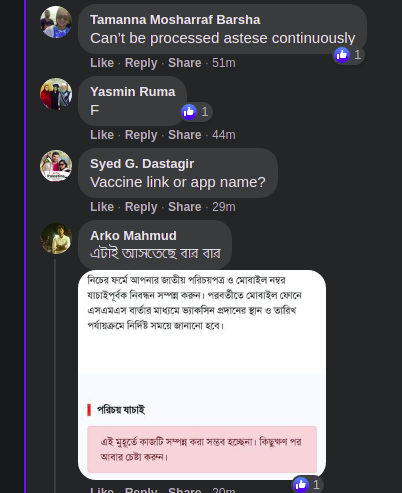 Tamanna Mosharraf Barsha
Can't be processed astese continuously
1
Like · Reply · Share · 51m
Yasmin Ruma
F
1
Like · Reply · Share · 44m
Syed G. Dastagir
Vaccine link or app name?
Like · Reply · Share · 29m
Arko Mahmud
এটাই আসতেছে বার বার
নিচের ফর্মে আপনার জাতীয় পরিচয়পত্র ও মোবাইল নম্বর
যাচাইপূর্বক নিবন্ধন সম্পন্ন করুন। পরবর্তীতে মোবাইল ফোনে
এসএমএস বার্তার মাধ্যমে ভ্যাকসিন প্রদানের স্থান ও তারিখ
পর্যায়ক্রমে নির্দিষ্ট সময়ে জানানো হবে।
পরিচয় যাচাই
এই মূহূর্তে কাজটি সম্পন্ন করা সম্ভব হচ্ছেনা। কিছুক্ষণ পর
আবার চেষ্টা করুন।
1
Like · Reply · Share · 20m